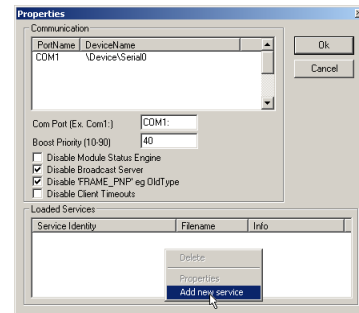 Properties
Communication
PortName DeviceName
COM1 \Device\Serial0
Ok
Cancel
Com Port (Ex. Com1:) COM1:
Boost Priority (10-90) 40
Disable Module Status Engine
Disable Broadcast Server
Disable 'FRAME_PNP' eg OldType
Disable Client Timeouts
Loaded Services
Service Identity Filename Info
Delete
Properties
Add new service